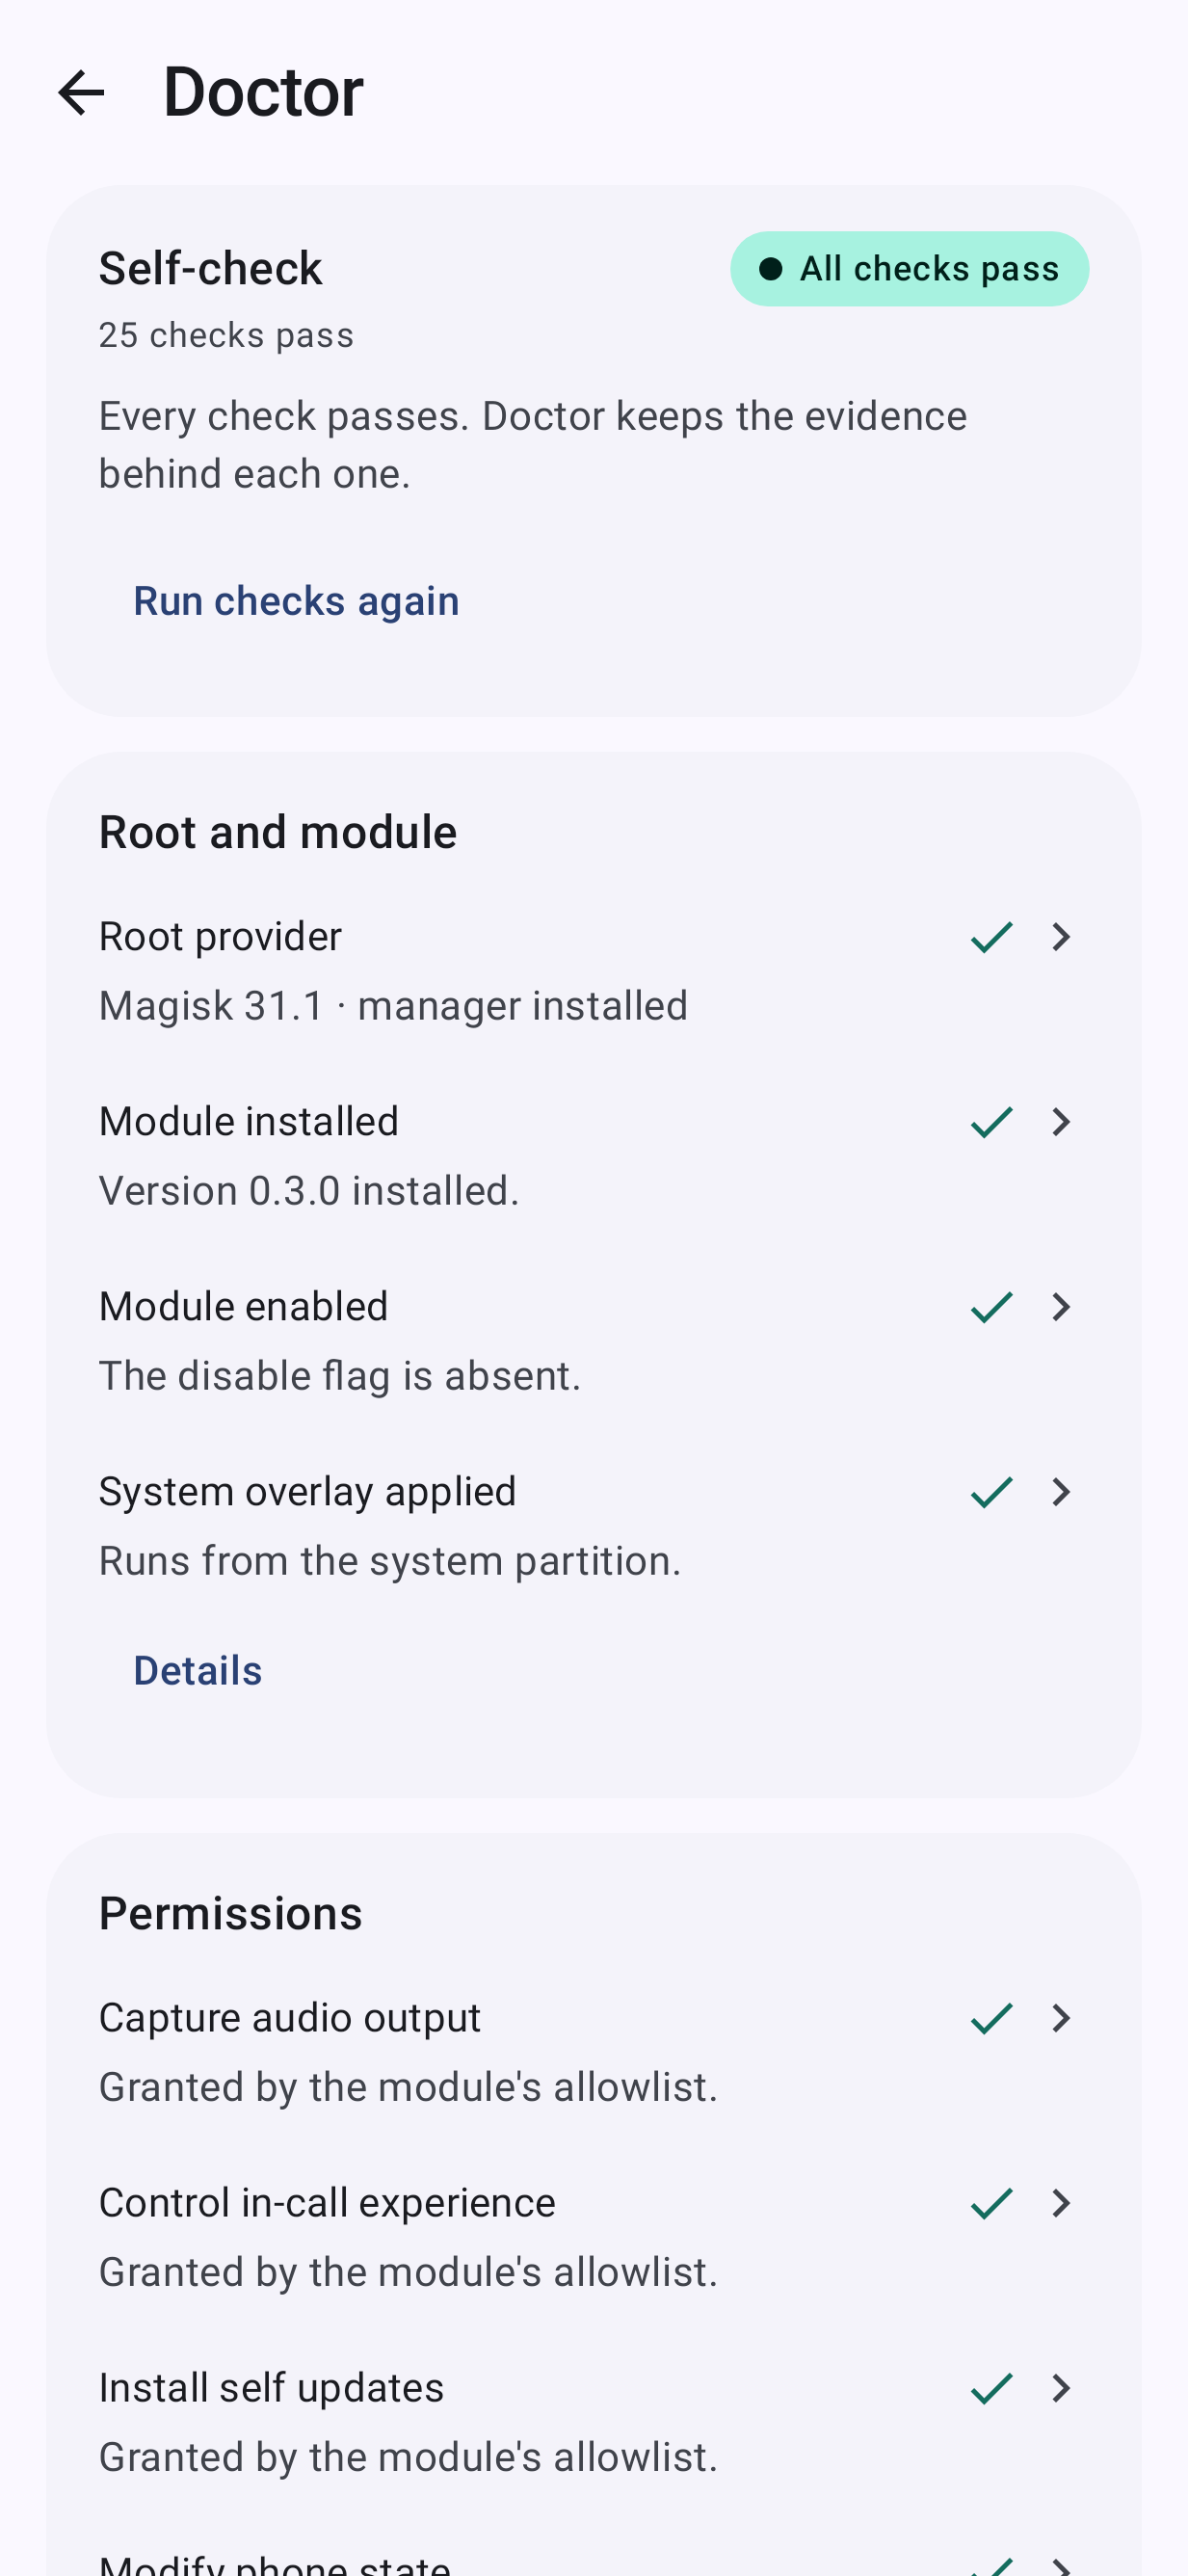 Doctor
Self-check
All checks pass
25 checks pass
Every check passes. Doctor keeps the evidence
behind each one.
Run checks again
Root and module
Root provider
Magisk 31.1 · manager installed
Module installed
Version 0.3.0 installed.
Module enabled
The disable flag is absent.
System overlay applied
Runs from the system partition.
Details
Permissions
Capture audio output
Granted by the module's allowlist.
Control in-call experience
Granted by the module's allowlist.
Install self updates
Granted by the module's allowlist.
Modify phone state